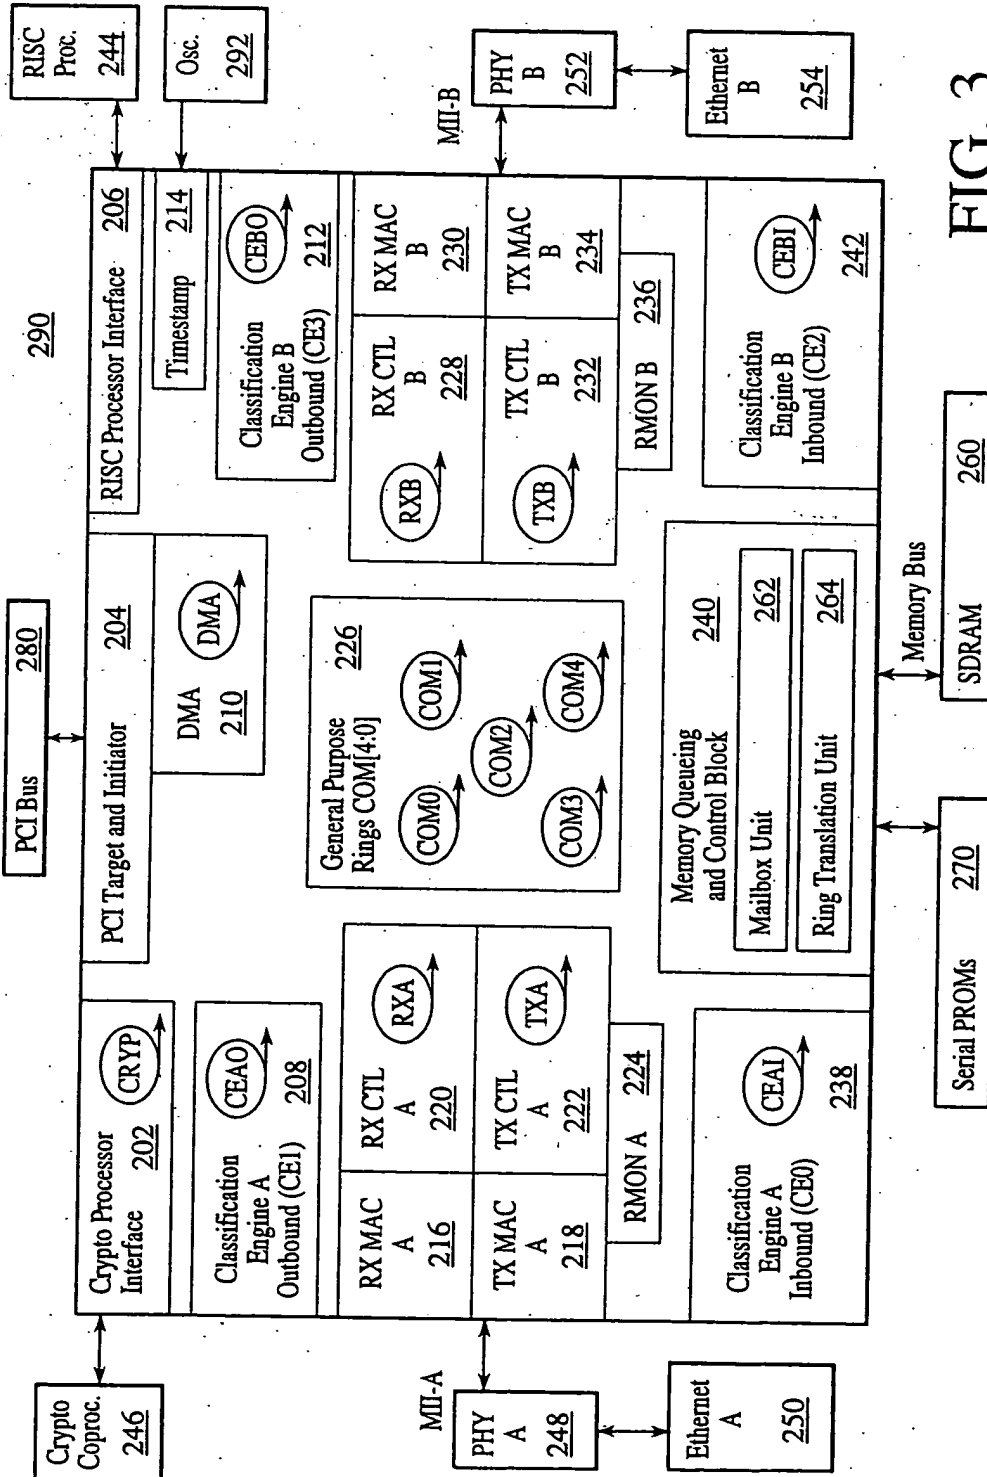 290
PCI Bus 280
RISC
Proc.
244
Osc.
292
Crypto
Coproc.
246
Crypto Processor
Interface 202
CRYP
PCI Target and Initiator 204
DMA
210
DMA
RISC Processor Interface 206
Timestamp 214
Classification
Engine A
Outbound (CE1)
CEAO
208
Classification
Engine B
Outbound (CE3)
CEBO
212
MII-A
PHY
A
248
Ethernet
A
250
RX MAC
A
216
RX CTL
A
220
RXA
TX MAC
A
218
TX CTL
A
222
TXA
RMON A 224
General Purpose
Rings COM[4:0]
226
COM0
COM1
COM2
COM3
COM4
RXB
RX CTL
B
228
RX MAC
B
230
TXB
TX CTL
B
232
TX MAC
B
234
RMON B 236
MII-B
PHY
B
252
Ethernet
B
254
Classification
Engine A
Inbound (CE0)
CEAI
238
Memory Queueing
and Control Block
240
Mailbox Unit 262
Ring Translation Unit 264
Classification
Engine B
Inbound (CE2)
CEBI
242
Memory Bus
Serial PROMs 270
SDRAM 260
FIG. 3